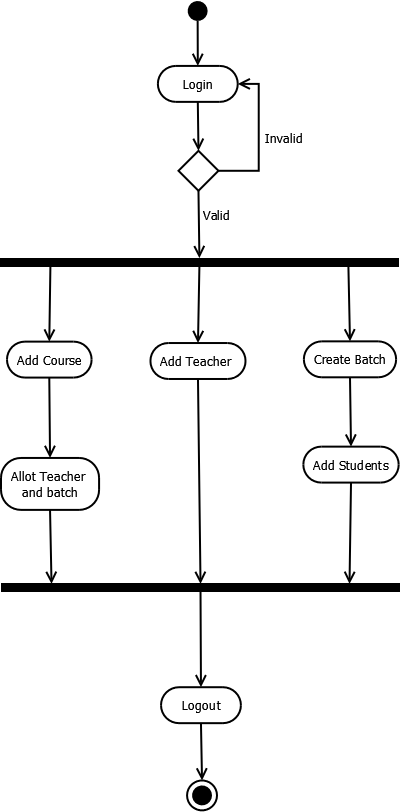 Login
Invalid
Valid
Add Course
Add Teacher
Create Batch
Allot Teacher
and batch
Add Students
Logout